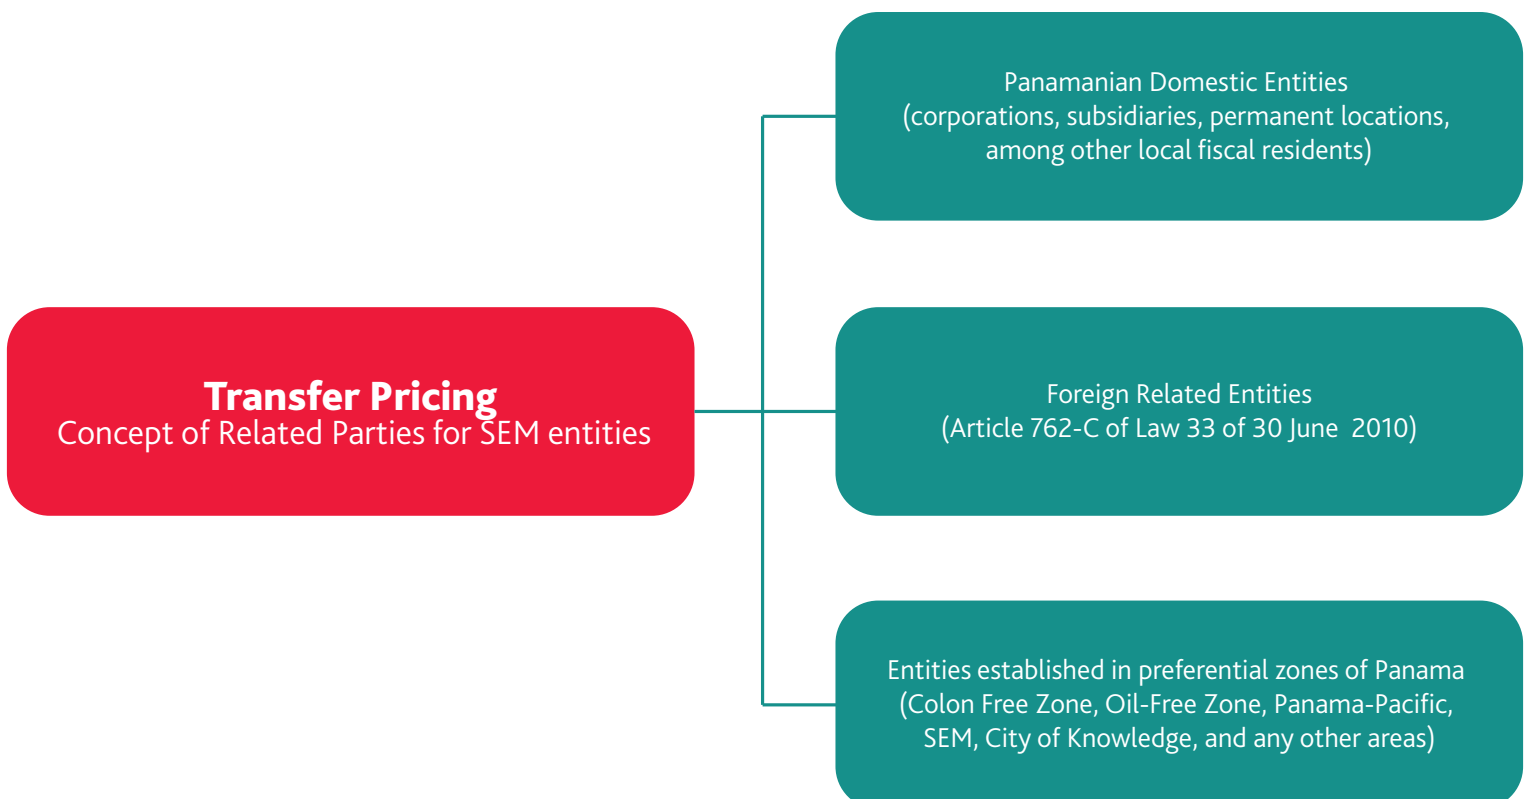 Transfer Pricing
Concept of Related Parties for SEM entities
Panamanian Domestic Entities
(corporations, subsidiaries, permanent locations,
among other local fiscal residents)
Foreign Related Entities
(Article 762-C of Law 33 of 30 June  2010)
Entities established in preferential zones of Panama
(Colon Free Zone, Oil-Free Zone, Panama-Pacific,
SEM, City of Knowledge, and any other areas)